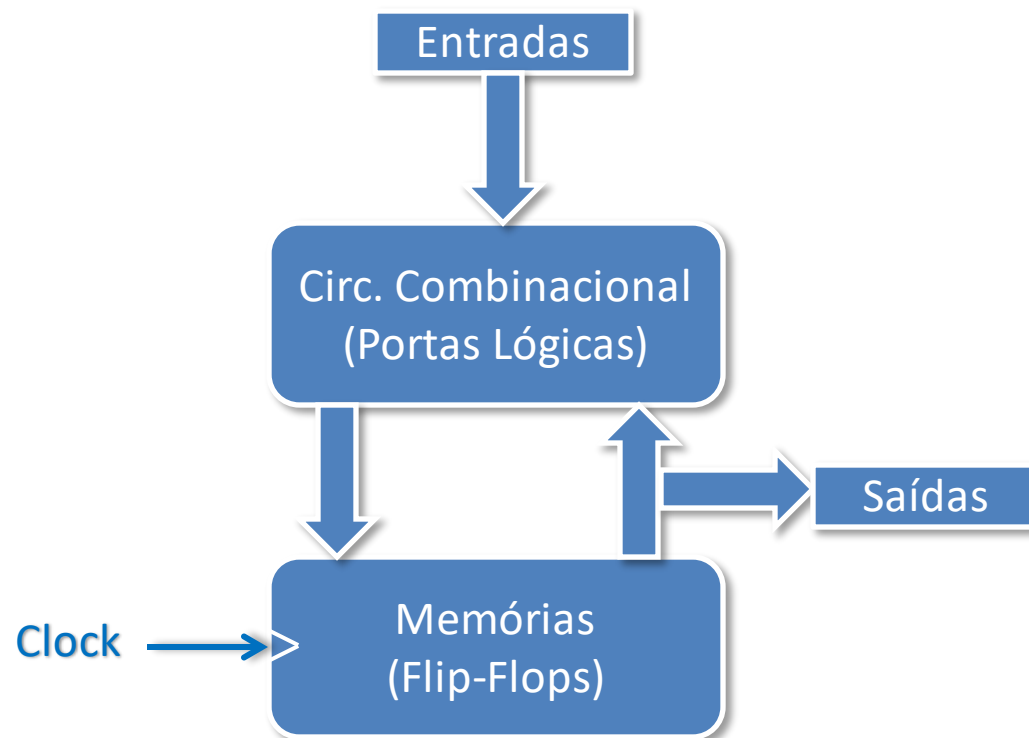 Entradas
Circ. Combinacional
(Portas Lógicas)
Saídas
Memórias
(Flip-Flops)
Clock